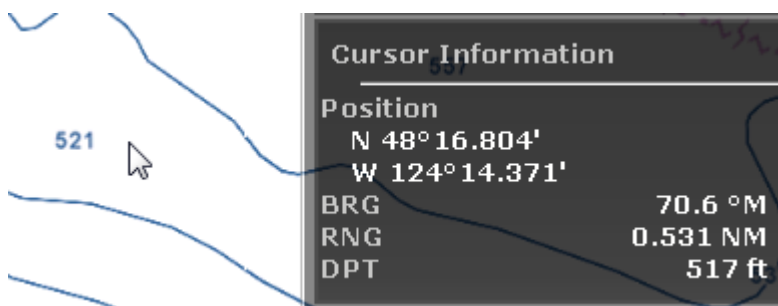 Cursor Information
557
Position
N 48°16.804'
521
W 124°14.371'
BRG 70.6 °M
RNG 0.531 NM
DPT 517 ft